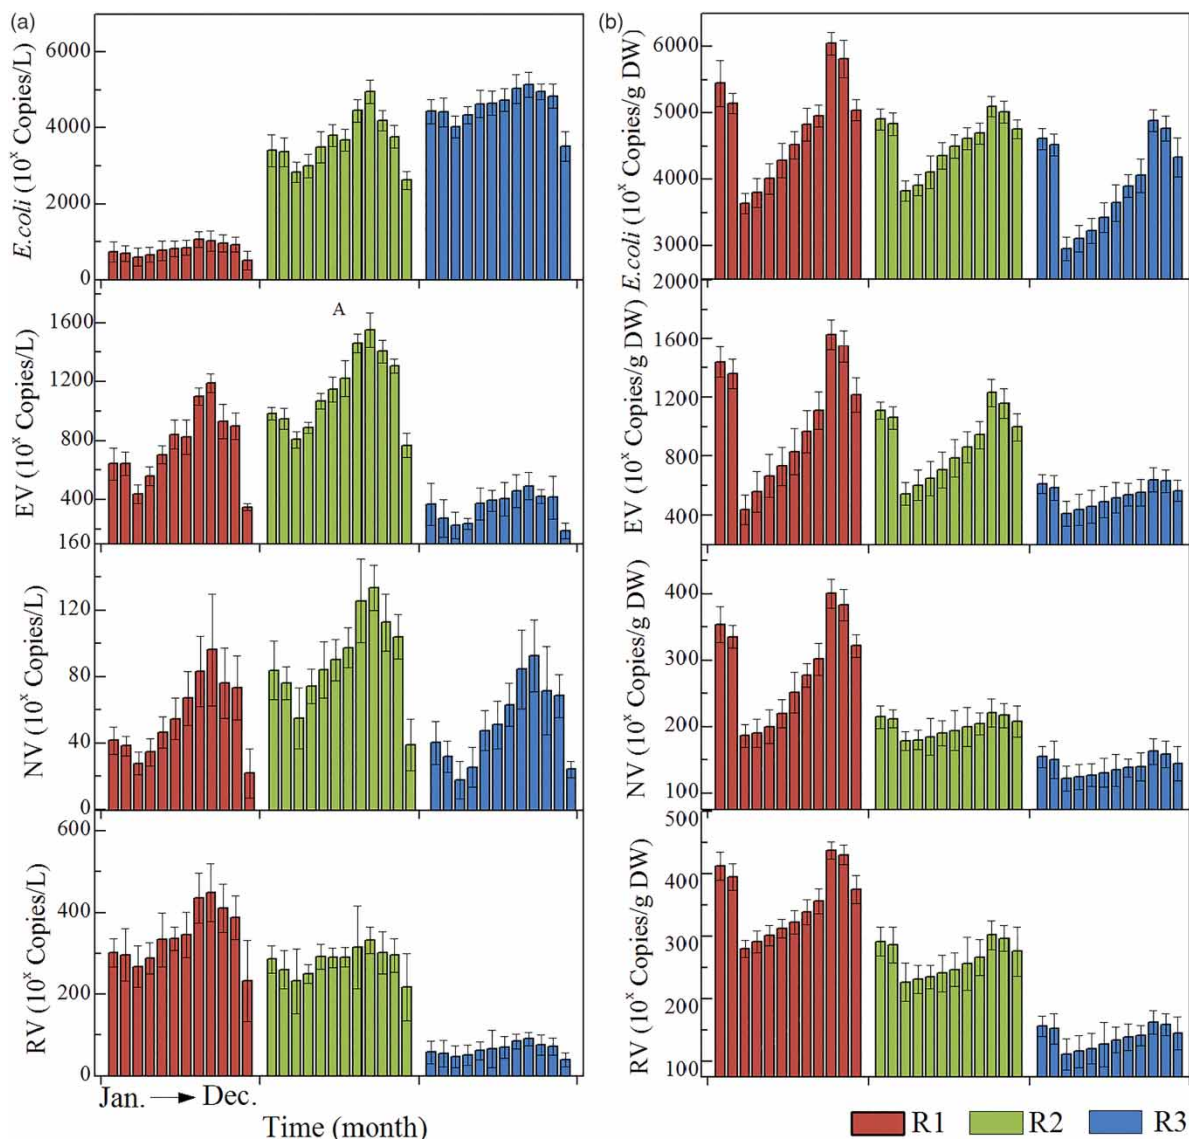 (a)
E.coli (10ˣ Copies/L)
6000
4000
2000
0
EV (10ˣ Copies/L)
A
1600
1200
800
400
160
NV (10ˣ Copies/L)
120
80
40
0
RV (10ˣ Copies/L)
600
400
200
0
Jan. → Dec.
Time (month)
(b)
E.coli (10ˣ Copies/g DW)
6000
5000
4000
3000
2000
EV (10ˣ Copies/g DW)
1600
1200
800
400
NV (10ˣ Copies/g DW)
400
300
200
100
RV (10ˣ Copies/g DW)
500
400
300
200
100
R1 R2 R3